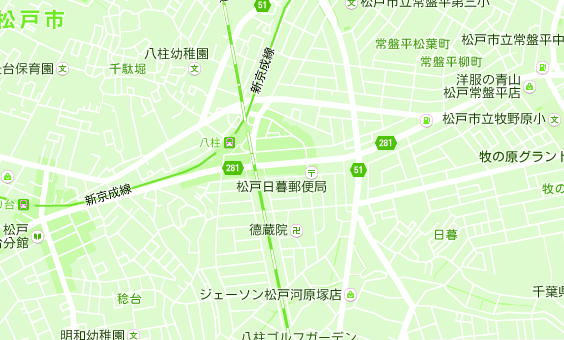 松戸市立常盤平第三小
51
松戸市
八柱幼稚園
常盤平松葉町
松戸市立常盤平中
台保育園
千駄堀
新京成線
常盤平柳町
洋服の青山
松戸常盤平店
松戸市立牧野原小
八柱
281
281
51
牧の原グランド
松戸日暮郵便局
新京成線
牧の
台
松戸
台分館
徳蔵院
日暮
稔台
ジェーソン松戸河原塚店
千葉県
明和幼稚園
八柱ゴルフガーデン